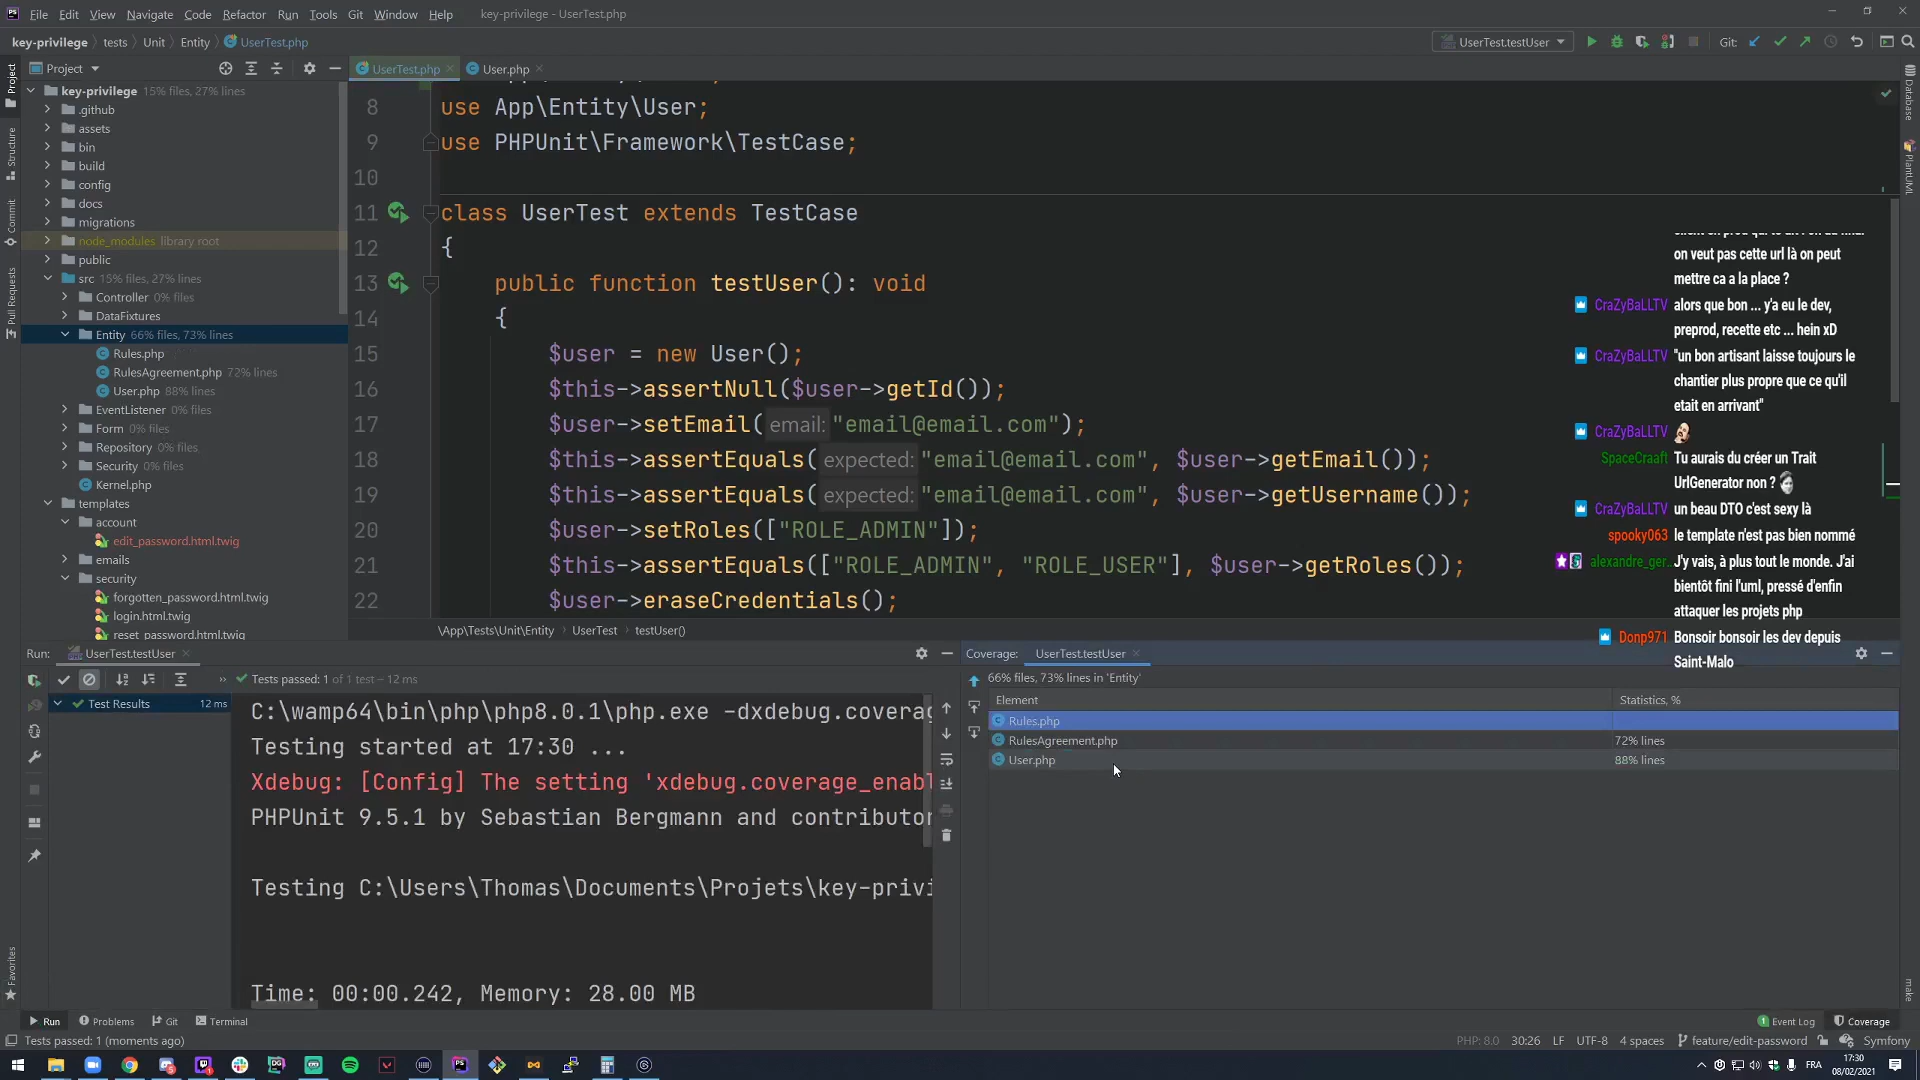 File Edit View Navigate Code Refactor Run Tools Git Window Help key-privilege - UserTest.php
key-privilege tests Unit Entity UserTest.php
UserTest.testUser Git:
Project
UserTest.php User.php
key-privilege 15% files, 27% lines
.github
assets
bin
build
config
docs
migrations
node_modules library root
public
src 15% files, 27% lines
Controller 0% files
DataFixtures
Entity 66% files, 73% lines
Rules.php
RulesAgreement.php 72% lines
User.php 88% lines
EventListener 0% files
Form 0% files
Repository 0% files
Security 0% files
Kernel.php
templates
account
edit_password.html.twig
emails
security
forgotten_password.html.twig
login.html.twig
reset_password.html.twig
Project
Structure
Commit
Pull Requests
Favorites
8 use App\Entity\User;
9 use PHPUnit\Framework\TestCase;
10
11 class UserTest extends TestCase
12 {
13 public function testUser(): void
14 {
15 $user = new User();
16 $this->assertNull($user->getId());
17 $user->setEmail( email: "email@email.com");
18 $this->assertEquals( expected: "email@email.com", $user->getEmail());
19 $this->assertEquals( expected: "email@email.com", $user->getUsername());
20 $user->setRoles(["ROLE_ADMIN"]);
21 $this->assertEquals(["ROLE_ADMIN", "ROLE_USER"], $user->getRoles());
22 $user->eraseCredentials();
\App\Tests\Unit\Entity UserTest testUser()
Database
PlantUML
make
on veut pas cette url là on peut
mettre ca a la place ?
CraZyBaLLTV alors que bon ... y'a eu le dev,
preprod, recette etc ... hein xD
CraZyBaLLTV "un bon artisant laisse toujours le
chantier plus propre que ce qu'il
etait en arrivant"
CraZyBaLLTV
SpaceCraaft Tu aurais du créer un Trait
UrlGenerator non ?
CraZyBaLLTV un beau DTO c'est sexy là
spooky063 le template n'est pas bien nommé
alexandre_ger... J'y vais, à plus tout le monde. J'ai
bientôt fini l'uml, pressé d'enfin
attaquer les projets php
Donp971 Bonsoir bonsoir les dev depuis
Saint-Malo
Run: UserTest.testUser
Tests passed: 1 of 1 test – 12 ms
Test Results 12 ms
C:\wamp64\bin\php\php8.0.1\php.exe -dxdebug.coverag
Testing started at 17:30 ...
Xdebug: [Config] The setting 'xdebug.coverage_enabl
PHPUnit 9.5.1 by Sebastian Bergmann and contributor
Testing C:\Users\Thomas\Documents\Projets\key-privi
Time: 00:00.242, Memory: 28.00 MB
Coverage: UserTest.testUser
66% files, 73% lines in 'Entity'
Element Statistics, %
Rules.php
RulesAgreement.php 72% lines
User.php 88% lines
Run Problems Git Terminal
1 Event Log Coverage
Tests passed: 1 (moments ago)
PHP: 8.0 30:26 LF UTF-8 4 spaces feature/edit-password Symfony
FRA 17:30
08/02/2021